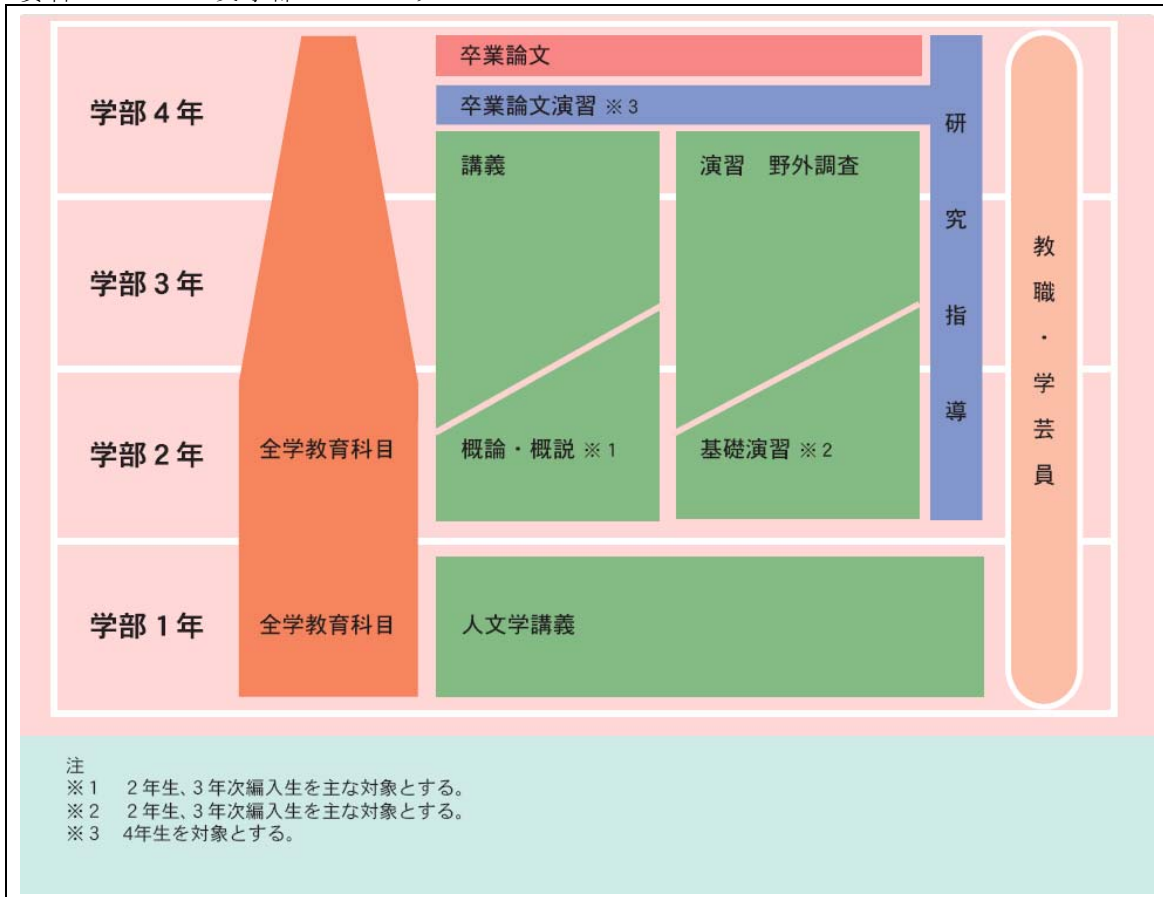 卒業論文
学部4年
卒業論文演習 ※3
講義
演習 野外調査
学部3年
学部2年
全学教育科目
概論・概説 ※1
基礎演習 ※2
学部1年
全学教育科目
人文学講義
研究指導
教職・学芸員
注
※1 2年生、3年次編入生を主な対象とする。
※2 2年生、3年次編入生を主な対象とする。
※3 4年生を対象とする。